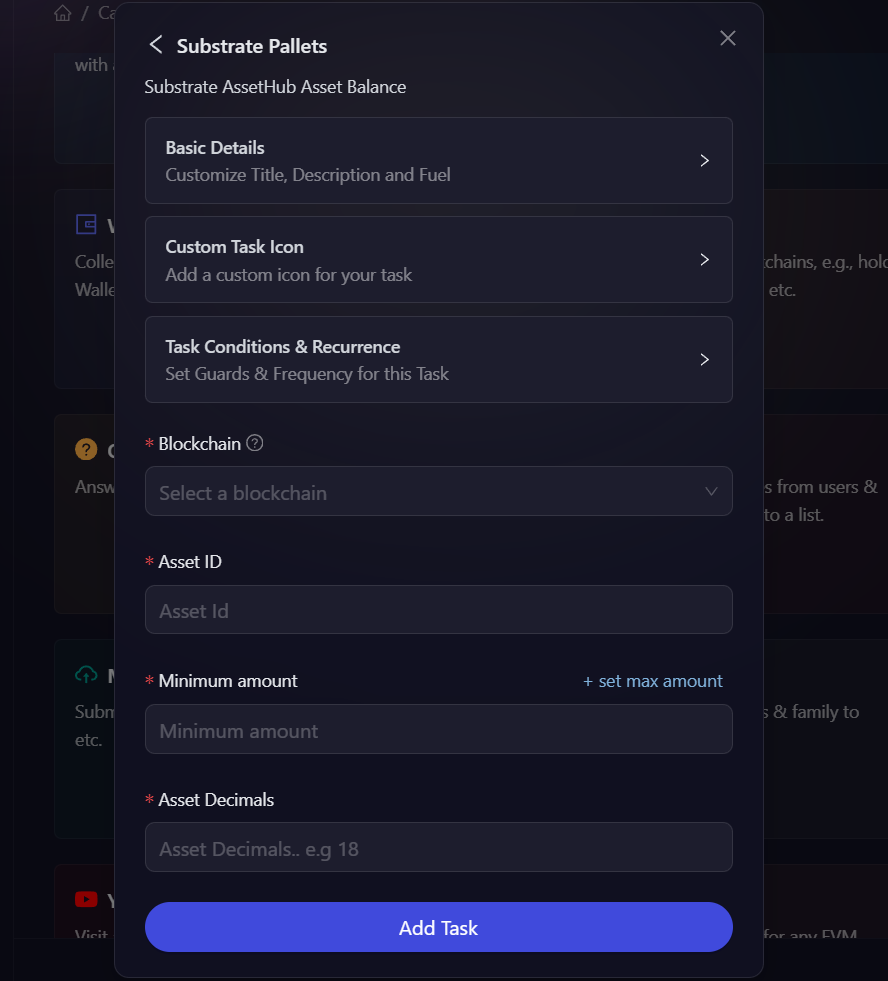 / Ca
Substrate Pallets
Substrate AssetHub Asset Balance
with
Basic Details
Customize Title, Description and Fuel
Custom Task Icon
Add a custom icon for your task
Colle
Walle
chains, e.g., hold
etc.
Task Conditions & Recurrence
Set Guards & Frequency for this Task
* Blockchain ?
Select a blockchain
?
Answ
s from users &
to a list.
* Asset ID
Asset Id
* Minimum amount
+ set max amount
Minimum amount
Subm
etc.
s & family to
* Asset Decimals
Asset Decimals.. e.g 18
Add Task
Visit
for any EVM